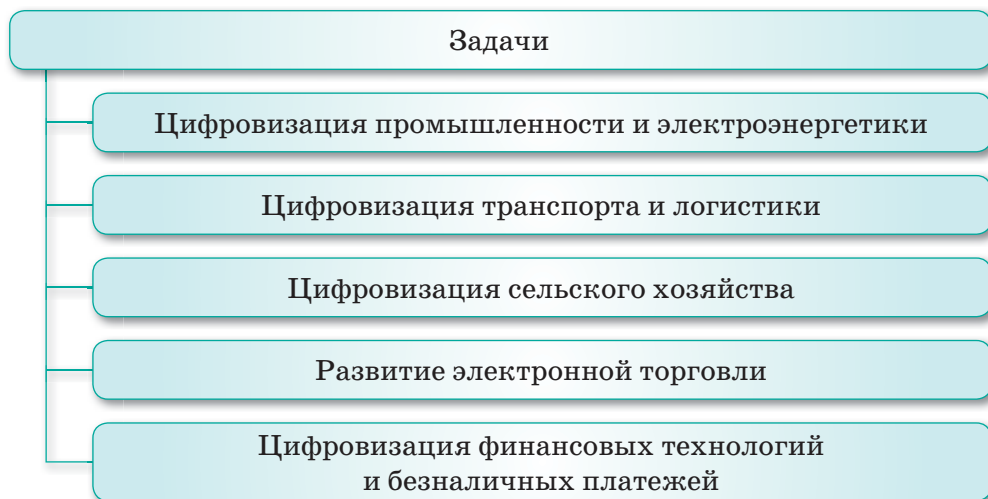 Задачи
Цифровизация промышленности и электроэнергетики
Цифровизация транспорта и логистики
Цифровизация сельского хозяйства
Развитие электронной торговли
Цифровизация финансовых технологий
и безналичных платежей